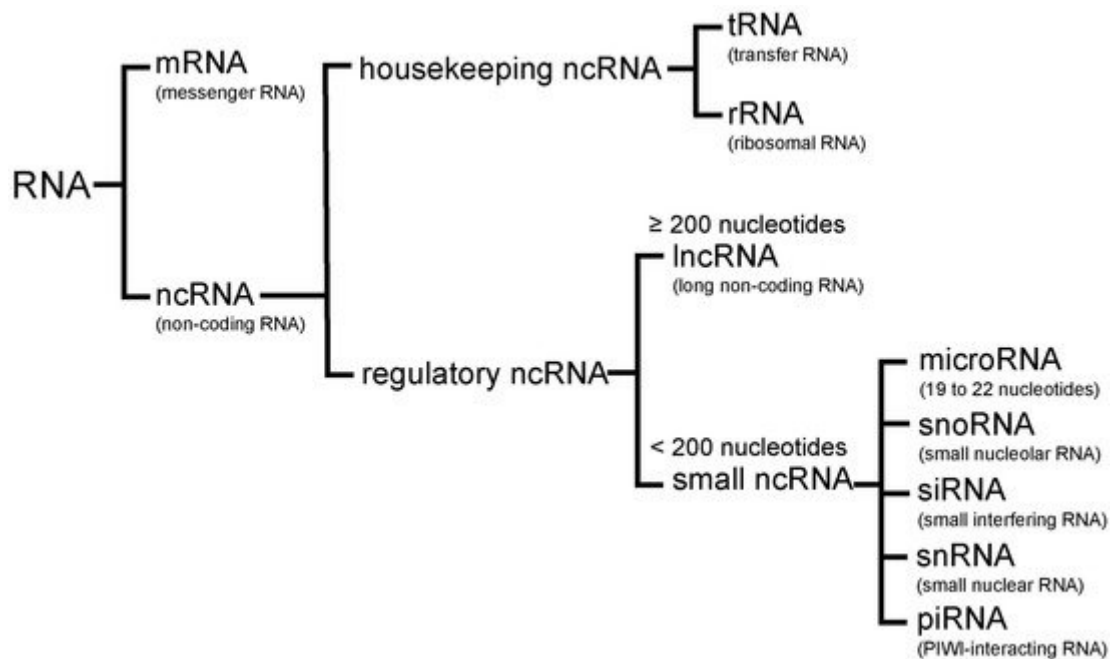 RNA
mRNA
(messenger RNA)
ncRNA
(non-coding RNA)
housekeeping ncRNA
tRNA
(transfer RNA)
rRNA
(ribosomal RNA)
regulatory ncRNA
≥ 200 nucleotides
lncRNA
(long non-coding RNA)
< 200 nucleotides
small ncRNA
microRNA
(19 to 22 nucleotides)
snoRNA
(small nucleolar RNA)
siRNA
(small interfering RNA)
snRNA
(small nuclear RNA)
piRNA
(PIWI-interacting RNA)